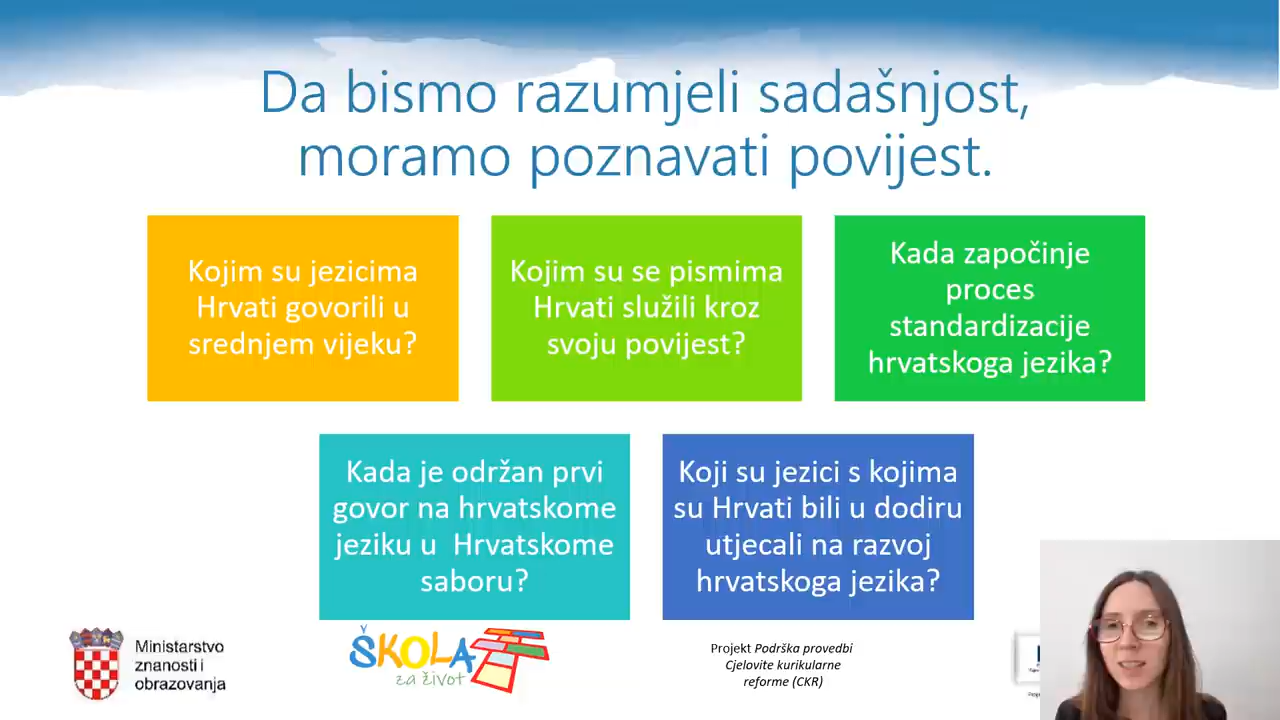 Da bismo razumjeli sadašnjost,
moramo poznavati povijest.
Kojim su jezicima
Hrvati govorili u
srednjem vijeku?
Kojim su se pismima
Hrvati služili kroz
svoju povijest?
Kada započinje
proces
standardizacije
hrvatskoga jezika?
Kada je održan prvi
govor na hrvatskome
jeziku u Hrvatskome
saboru?
Koji su jezici s kojima
su Hrvati bili u dodiru
utjecali na razvoj
hrvatskoga jezika?
Ministarstvo
znanosti i
obrazovanja
ŠKOLA
za život
Projekt Podrška provedbi
Cjelovite kurikularne
reforme (CKR)